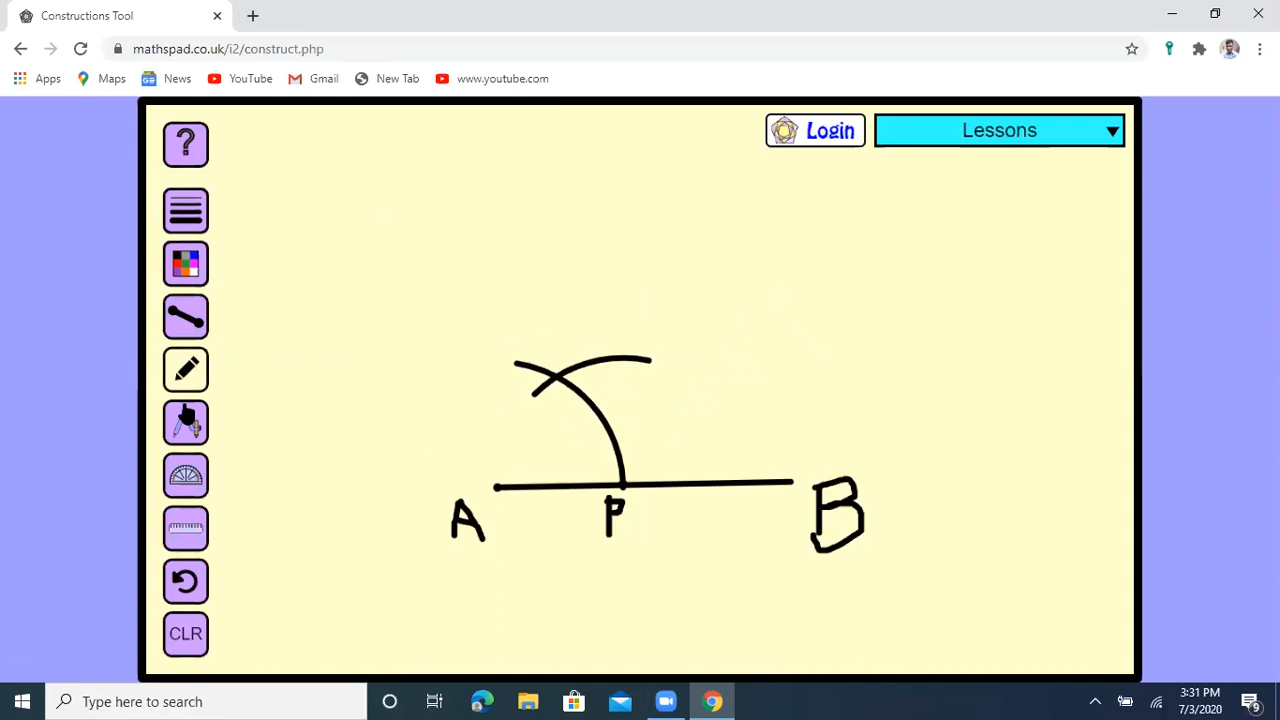 Constructions Tool
mathspad.co.uk/i2/construct.php
Apps Maps News YouTube Gmail New Tab www.youtube.com
? Login Lessons
A P B
CLR
Type here to search
3:31 PM
7/3/2020
9